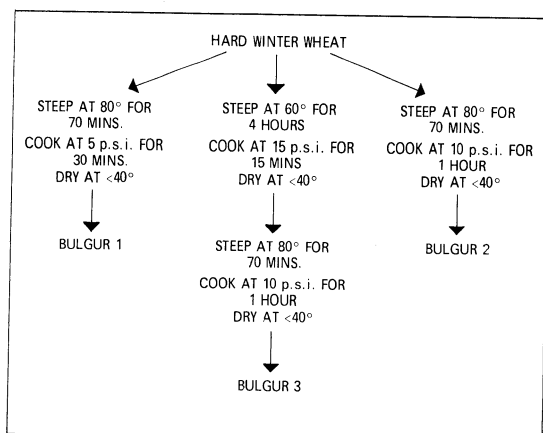 HARD WINTER WHEAT
STEEP AT 80° FOR
70 MINS.
COOK AT 5 p.s.i. FOR
30 MINS.
DRY AT <40°
BULGUR 1
STEEP AT 60° FOR
4 HOURS
COOK AT 15 p.s.i. FOR
15 MINS
DRY AT <40°
STEEP AT 80° FOR
70 MINS.
COOK AT 10 p.s.i. FOR
1 HOUR
DRY AT <40°
BULGUR 3
STEEP AT 80° FOR
70 MINS.
COOK AT 10 p.s.i. FOR
1 HOUR
DRY AT <40°
BULGUR 2